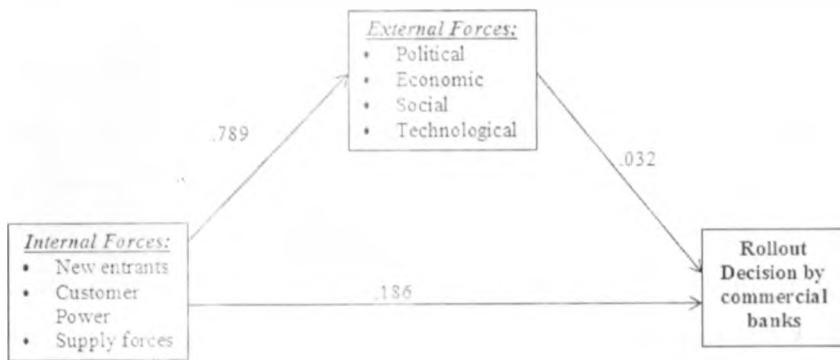 External Forces:
• Political
• Economic
• Social
• Technological
.789
.032
Internal Forces:
• New entrants
• Customer
Power
• Supply forces
.186
Rollout
Decision by
commercial
banks